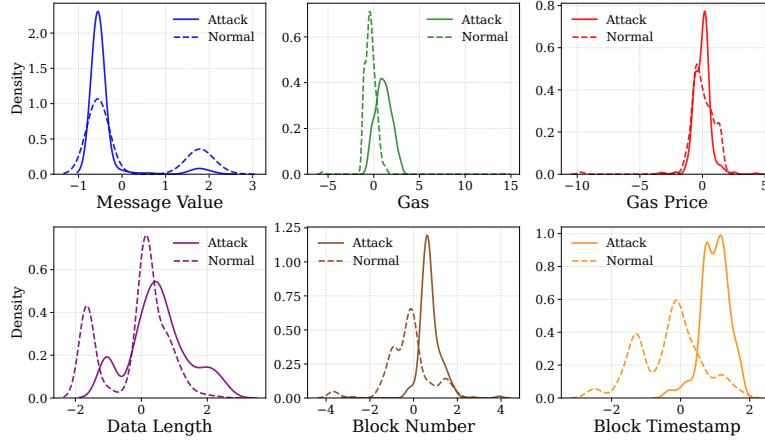 Density
2.0
1.5
1.0
0.5
0.0
Attack
Normal
−1 0 1 2 3
Message Value
0.6
0.4
0.2
0.0
Attack
Normal
−5 0 5 10 15
Gas
0.8
0.6
0.4
0.2
0.0
Attack
Normal
−10 −5 0 5
Gas Price
Density
0.6
0.4
0.2
0.0
Attack
Normal
−2 0 2
Data Length
1.25
1.00
0.75
0.50
0.25
0.00
Attack
Normal
−4 −2 0 2 4
Block Number
1.0
0.8
0.6
0.4
0.2
0.0
Attack
Normal
−2 0 2
Block Timestamp